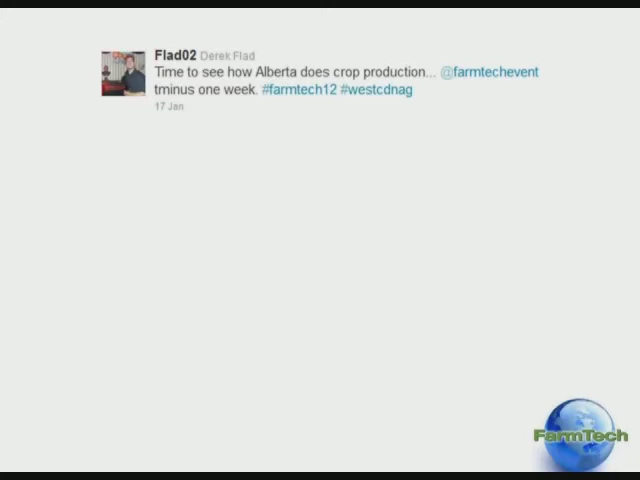 Flad02 Derek Flad
Time to see how Alberta does crop production... @farmtechevent
tminus one week. #farmtech12 #westcdnag
17 Jan
FarmTech